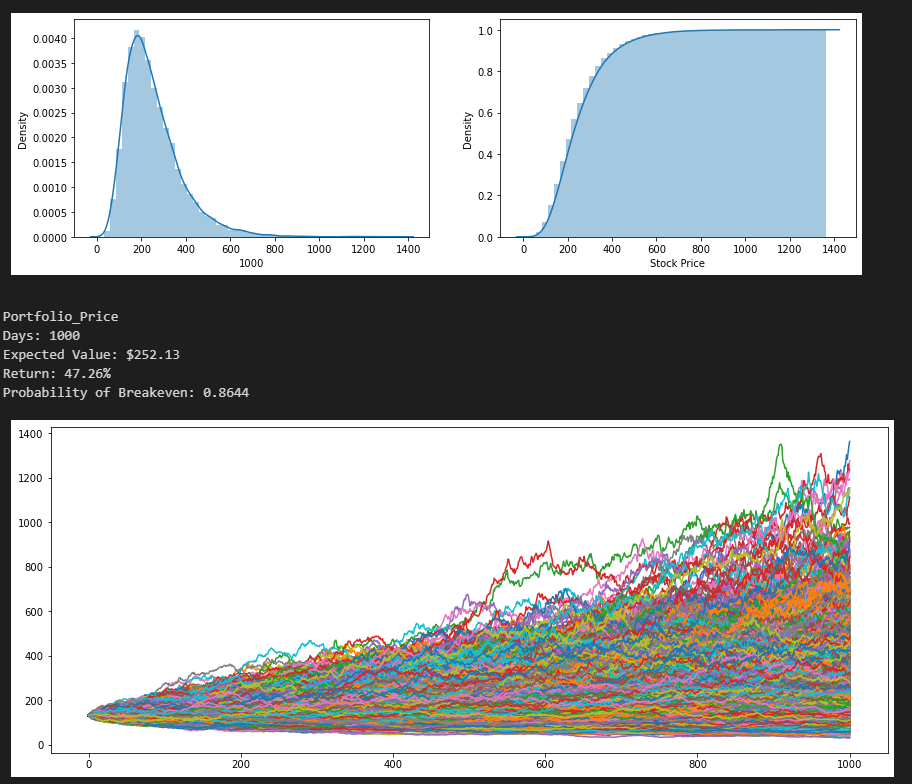 0.0040
0.0035
0.0030
0.0025
0.0020
0.0015
0.0010
0.0005
0.0000
Density
0 200 400 600 800 1000 1200 1400
1000
1.0
0.8
0.6
0.4
0.2
0.0
Density
0 200 400 600 800 1000 1200 1400
Stock Price
Portfolio_Price
Days: 1000
Expected Value: $252.13
Return: 47.26%
Probability of Breakeven: 0.8644
1400
1200
1000
800
600
400
200
0
0 200 400 600 800 1000